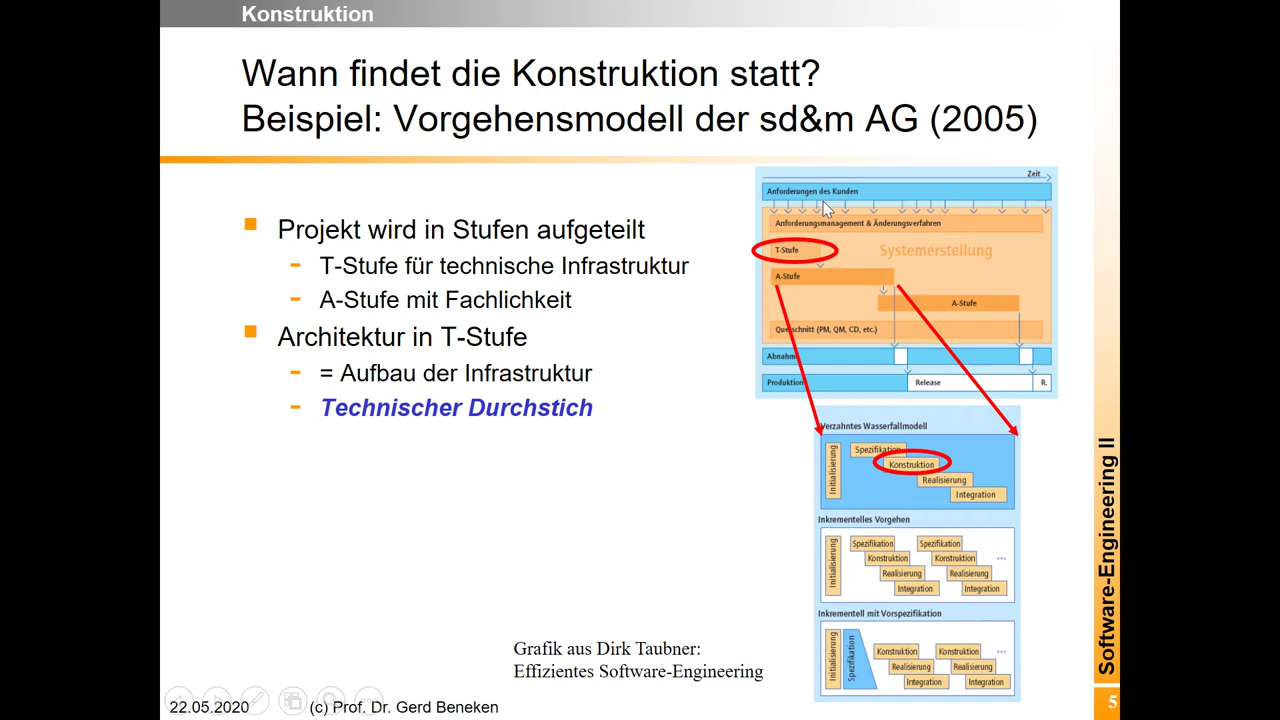 Konstruktion
Wann findet die Konstruktion statt?
Beispiel: Vorgehensmodell der sd&m AG (2005)
Projekt wird in Stufen aufgeteilt
- T-Stufe für technische Infrastruktur
- A-Stufe mit Fachlichkeit
Architektur in T-Stufe
- = Aufbau der Infrastruktur
- Technischer Durchstich
Zeit
Anforderungen des Kunden
Anforderungsmanagement & Änderungsverfahren
T-Stufe
Systemerstellung
A-Stufe
A-Stufe
Querschnitt (PM, QM, CD, etc.)
Abnahme
Produktion
Release
R.
Verzahntes Wasserfallmodell
Initialisierung
Spezifikation
Konstruktion
Realisierung
Integration
Inkrementelles Vorgehen
Initialisierung
Spezifikation
Spezifikation
Konstruktion
Konstruktion
...
Realisierung
Realisierung
Integration
Integration
Inkrementell mit Vorspezifikation
Initialisierung
Spezifikation
Konstruktion
Konstruktion
...
Realisierung
Realisierung
Integration
Integration
Grafik aus Dirk Taubner:
Effizientes Software-Engineering
Software-Engineering II
22.05.2020
(c) Prof. Dr. Gerd Beneken
5